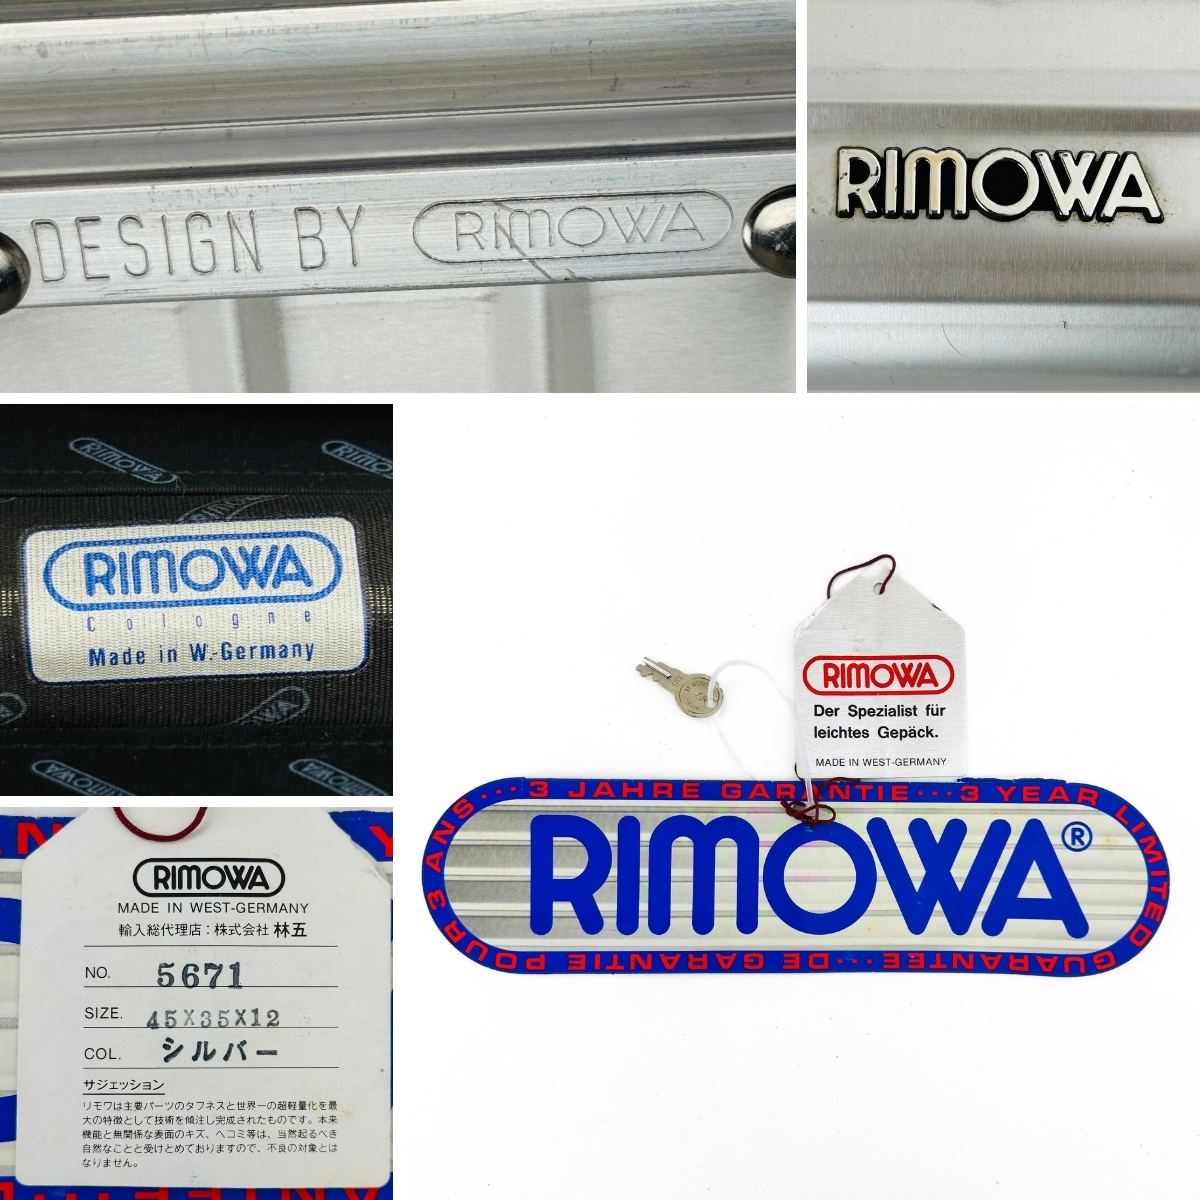 DESIGN BY RIMOWA
RIMOWA
RIMOWA
RIMOWA
RIMOWA
Cologne
Made in W.-Germany
RIMOWA
RIMOWA
Der Spezialist für
leichtes Gepäck.
MADE IN WEST-GERMANY
3 JAHRE GARANTIE···3 YEAR LIMITED GUARANTEE···DE GARANTIE POUR 3 ANS···
RIMOWA®
RIMOWA
MADE IN WEST-GERMANY
輸入総代理店：株式会社 林五
NO. 5671
SIZE. 45X35X12
COL. シルバー
サジェッション
リモワは主要パーツのタフネスと世界一の超軽量化を最
大の特徴として技術を傾注し完成されたものです。本来
機能と無関係な表面のキズ、ヘコミ等は、当然起るべき
自然なことと受けとめておりますので、不良の対象とは
なりません。